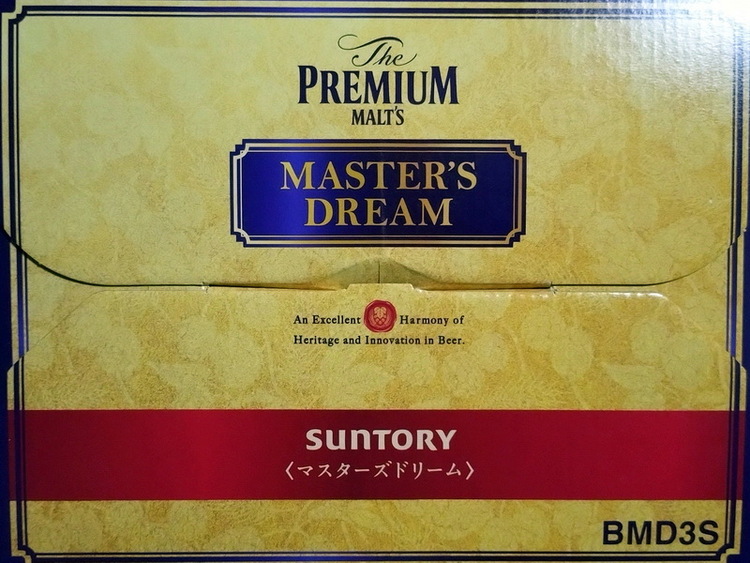 The
PREMIUM
MALT'S
MASTER'S
DREAM
An Excellent Harmony of
Heritage and Innovation in Beer.
SUNTORY
〈マスターズドリーム〉
BMD3S